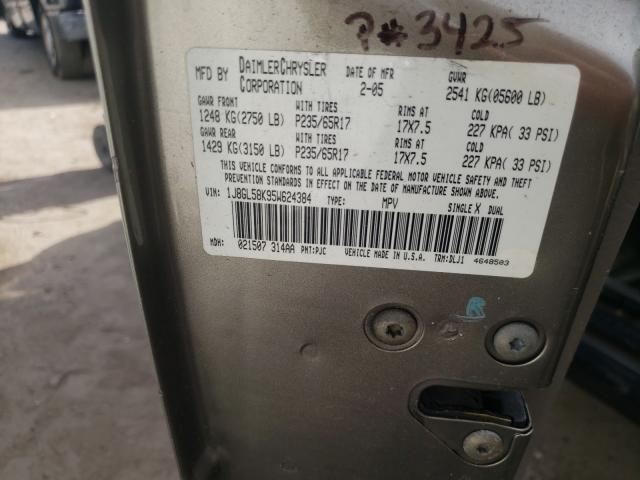 P# 3425
MFD BY DAIMLERCHRYSLER CORPORATION DATE OF MFR 2-05 GVWR 2541 KG(05600 LB)
GAWR FRONT WITH TIRES RIMS AT COLD
1248 KG(2750 LB) P235/65R17 17X7.5 227 KPA( 33 PSI)
GAWR REAR WITH TIRES RIMS AT COLD
1429 KG(3150 LB) P235/65R17 17X7.5 227 KPA( 33 PSI)
THIS VEHICLE CONFORMS TO ALL APPLICABLE FEDERAL MOTOR VEHICLE SAFETY AND THEFT
PREVENTION STANDARDS IN EFFECT ON THE DATE OF MANUFACTURE SHOWN ABOVE.
VIN: 1J8GL58K95W624384 TYPE: MPV SINGLE X DUAL
MDH: 021507 314AA PNT:PJC VEHICLE MADE IN U.S.A. TRM:DLJ1 4648503